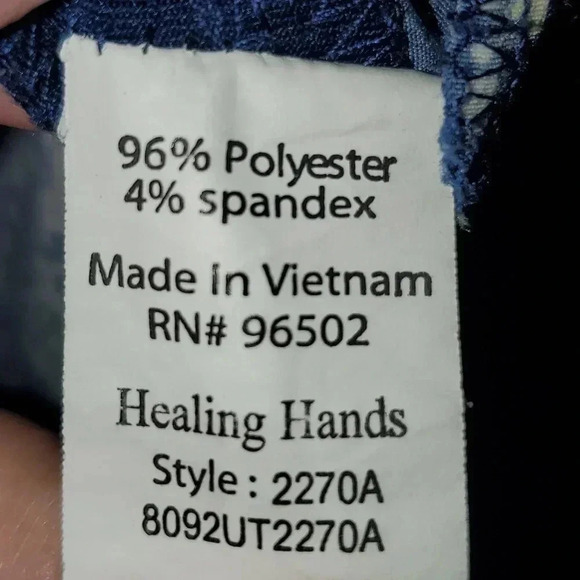 96% Polyester
4% spandex
Made In Vietnam
RN# 96502
Healing Hands
Style : 2270A
8092UT2270A